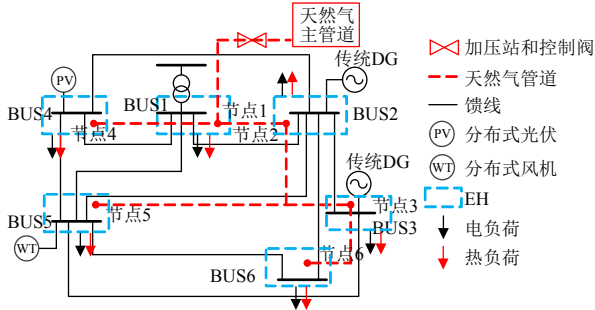 天然气
主管道
传统DG
PV
BUS4
BUS1
节点1
BUS2
节点4
节点2
传统DG
BUS5
节点5
节点3
BUS3
WT
节点6
BUS6
加压站和控制阀
天然气管道
馈线
PV 分布式光伏
WT 分布式风机
EH
电负荷
热负荷